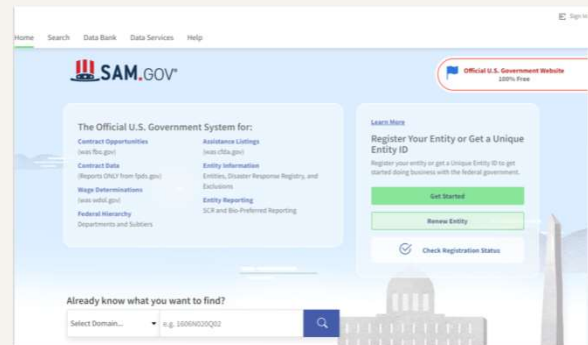 Sign In
Home Search Data Bank Data Services Help
SAM.GOV®
Official U.S. Government Website
100% Free
The Official U.S. Government System for:
Contract Opportunities
(was fbo.gov)
Contract Data
(Reports ONLY from fpds.gov)
Wage Determinations
(was wdol.gov)
Federal Hierarchy
Departments and Subtiers
Assistance Listings
(was cfda.gov)
Entity Information
Entities, Disaster Response Registry, and
Exclusions
Entity Reporting
SCR and Bio-Preferred Reporting
Learn More
Register Your Entity or Get a Unique
Entity ID
Register your entity or get a Unique Entity ID to get
started doing business with the federal government.
Get Started
Renew Entity
Check Registration Status
Already know what you want to find?
Select Domain... e.g. 1606N020Q02